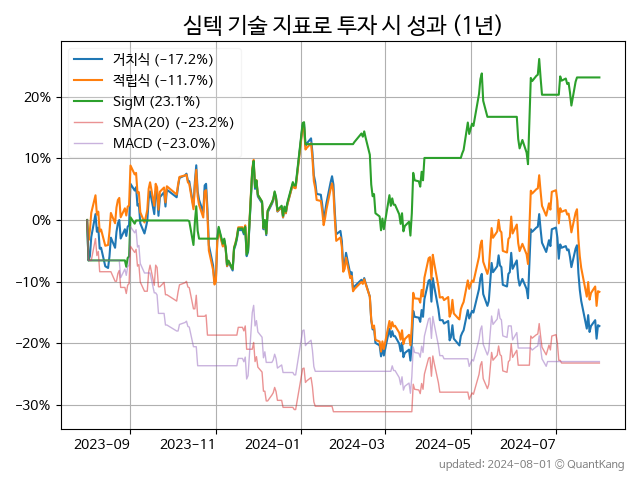 심텍 기술 지표로 투자 시 성과 (1년)
거치식 (−17.2%)
적립식 (−11.7%)
SigM (23.1%)
SMA(20) (−23.2%)
MACD (−23.0%)
20%
10%
0%
−10%
−20%
−30%
2023-09 2023-11 2024-01 2024-03 2024-05 2024-07
updated: 2024-08-01 ⓒ QuantKang